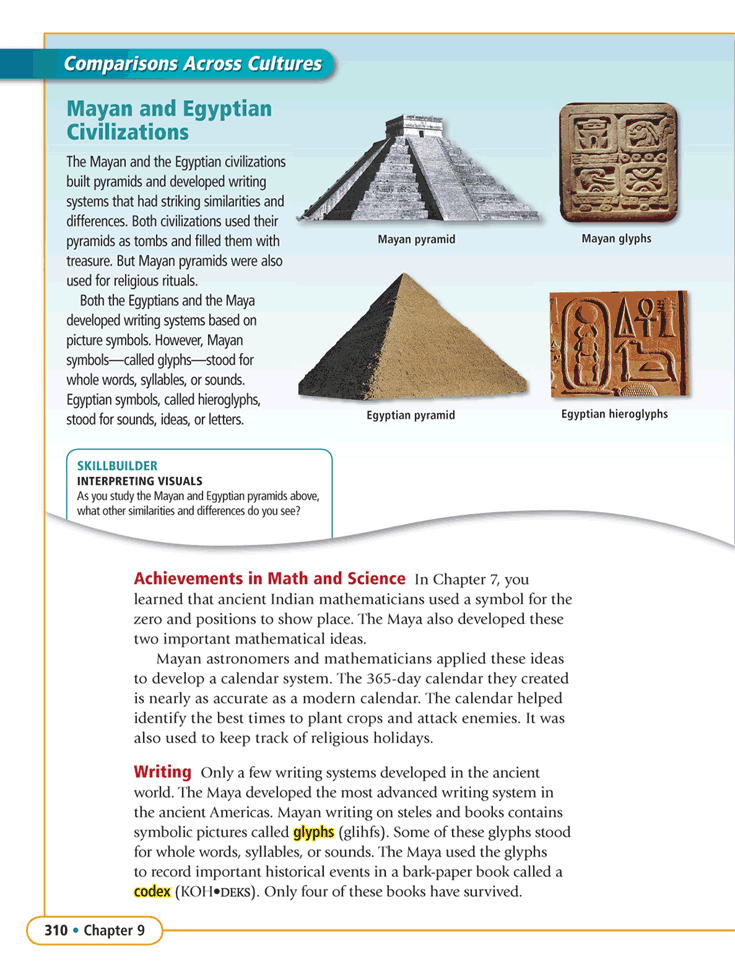 Comparisons Across Cultures
Mayan and Egyptian
Civilizations
The Mayan and the Egyptian civilizations
built pyramids and developed writing
systems that had striking similarities and
differences. Both civilizations used their
pyramids as tombs and filled them with
treasure. But Mayan pyramids were also
used for religious rituals.
Both the Egyptians and the Maya
developed writing systems based on
picture symbols. However, Mayan
symbols—called glyphs—stood for
whole words, syllables, or sounds.
Egyptian symbols, called hieroglyphs,
stood for sounds, ideas, or letters.
Mayan pyramid
Mayan glyphs
Egyptian pyramid
Egyptian hieroglyphs
SKILLBUILDER
INTERPRETING VISUALS
As you study the Mayan and Egyptian pyramids above,
what other similarities and differences do you see?
Achievements in Math and Science In Chapter 7, you
learned that ancient Indian mathematicians used a symbol for the
zero and positions to show place. The Maya also developed these
two important mathematical ideas.
Mayan astronomers and mathematicians applied these ideas
to develop a calendar system. The 365-day calendar they created
is nearly as accurate as a modern calendar. The calendar helped
identify the best times to plant crops and attack enemies. It was
also used to keep track of religious holidays.
Writing Only a few writing systems developed in the ancient
world. The Maya developed the most advanced writing system in
the ancient Americas. Mayan writing on steles and books contains
symbolic pictures called glyphs (glihfs). Some of these glyphs stood
for whole words, syllables, or sounds. The Maya used the glyphs
to record important historical events in a bark-paper book called a
codex (KOH•DEKS). Only four of these books have survived.
310 • Chapter 9